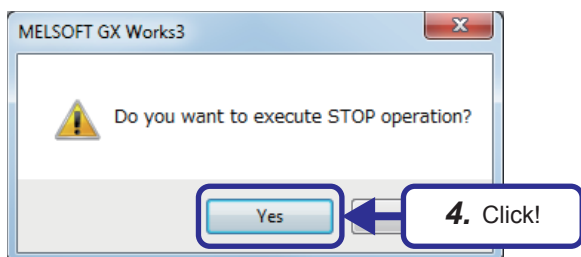 MELSOFT GX Works3
Do you want to execute STOP operation?
Yes
4. Click!